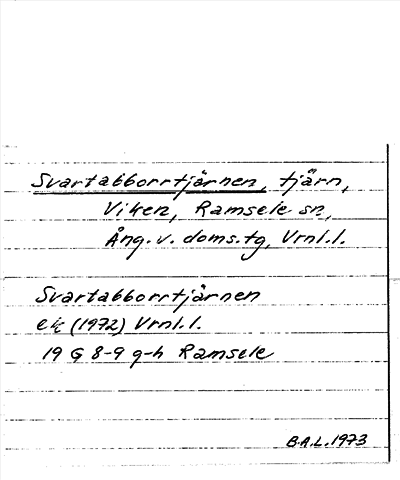 Svartabborrtjärnen, tjärn,
Viken, Ramsele sn,
Ång. v. doms.tg, Vrnl.l.
Svartabborrtjärnen
ek (1972) Vrnl.l.
19 G 8-9 g-h Ramsele
B.A.L. 1973